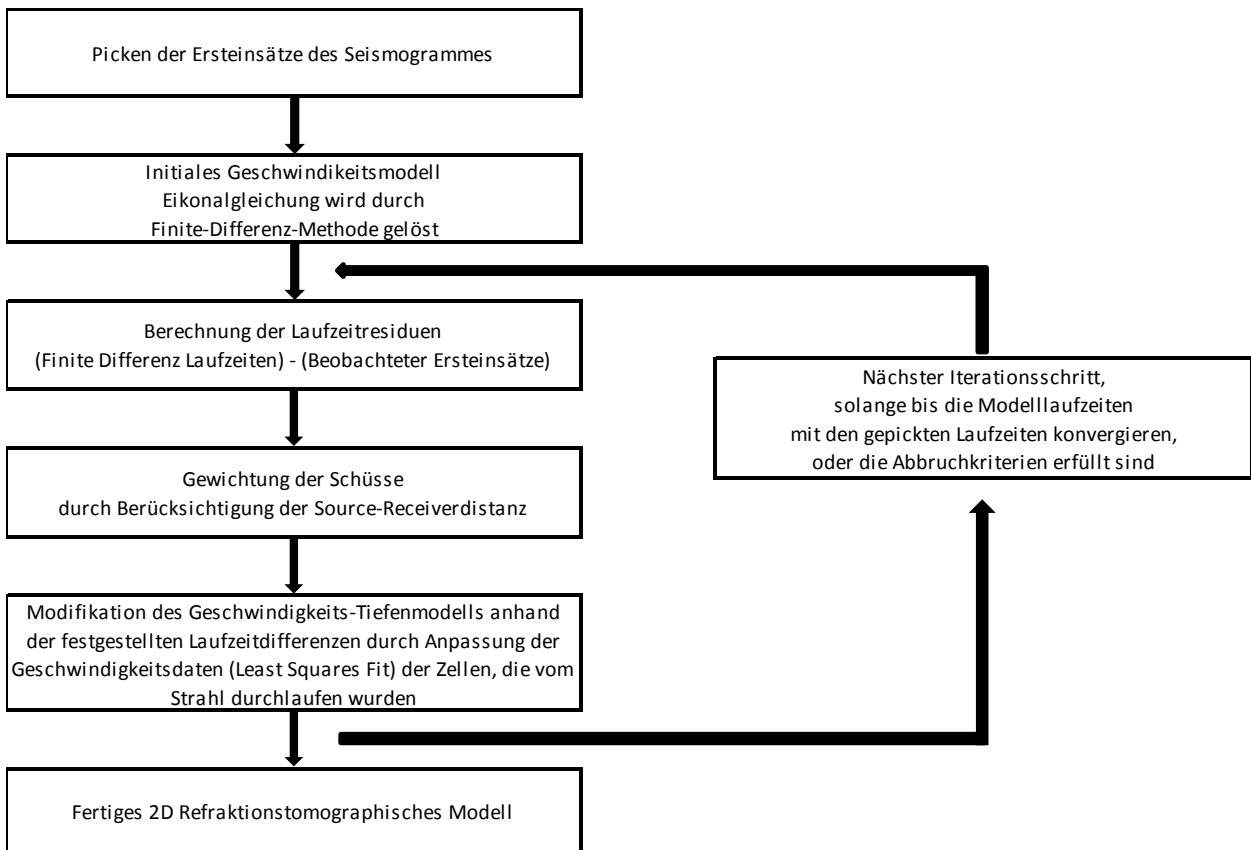 Picken der Ersteinsätze des Seismogrammes
Initiales Geschwindikeitsmodell
Eikonalgleichung wird durch
Finite-Differenz-Methode gelöst
Berechnung der Laufzeitresiduen
(Finite Differenz Laufzeiten) - (Beobachteter Ersteinsätze)
Gewichtung der Schüsse
durch Berücksichtigung der Source-Receiverdistanz
Modifikation des Geschwindigkeits-Tiefenmodells anhand
der festgestellten Laufzeitdifferenzen durch Anpassung der
Geschwindigkeitsdaten (Least Squares Fit) der Zellen, die vom
Strahl durchlaufen wurden
Nächster Iterationsschritt,
solange bis die Modelllaufzeiten
mit den gepickten Laufzeiten konvergieren,
oder die Abbruchkriterien erfüllt sind
Fertiges 2D Refraktionstomographisches Modell